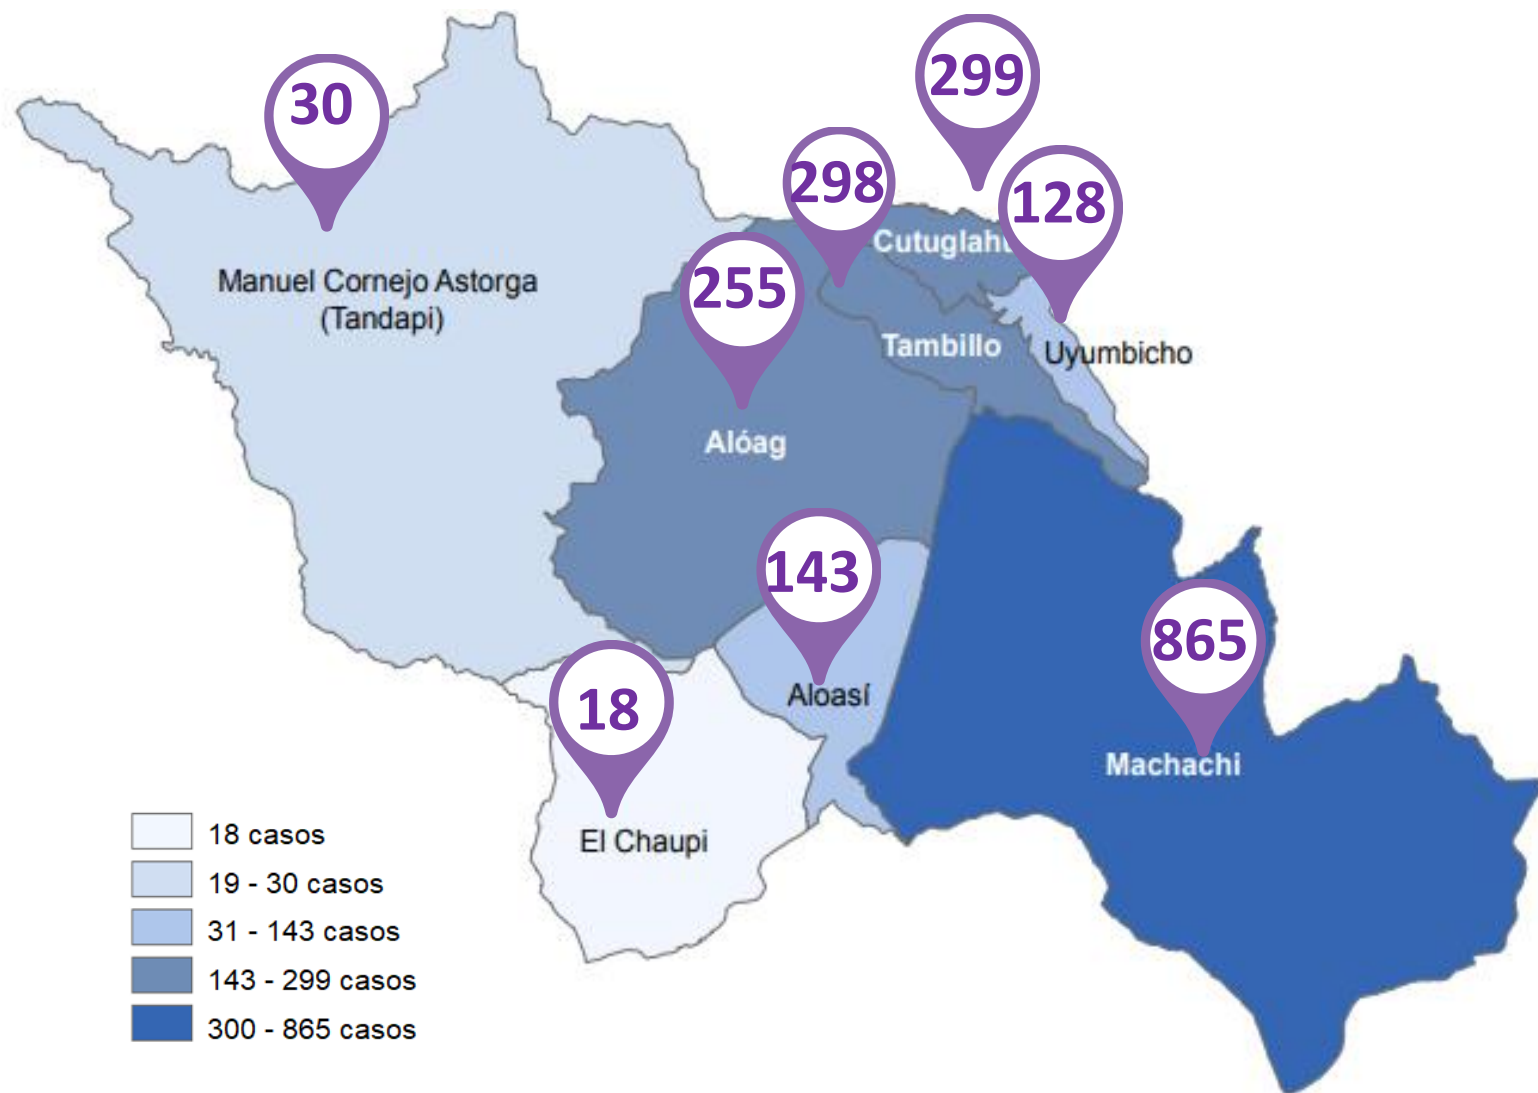 299
30
298
128
Cutuglahu
Manuel Cornejo Astorga
(Tandapi)
255
Tambillo
Uyumbicho
Alóag
143
865
Aloasí
18
Machachi
El Chaupi
18 casos
19 - 30 casos
31 - 143 casos
143 - 299 casos
300 - 865 casos